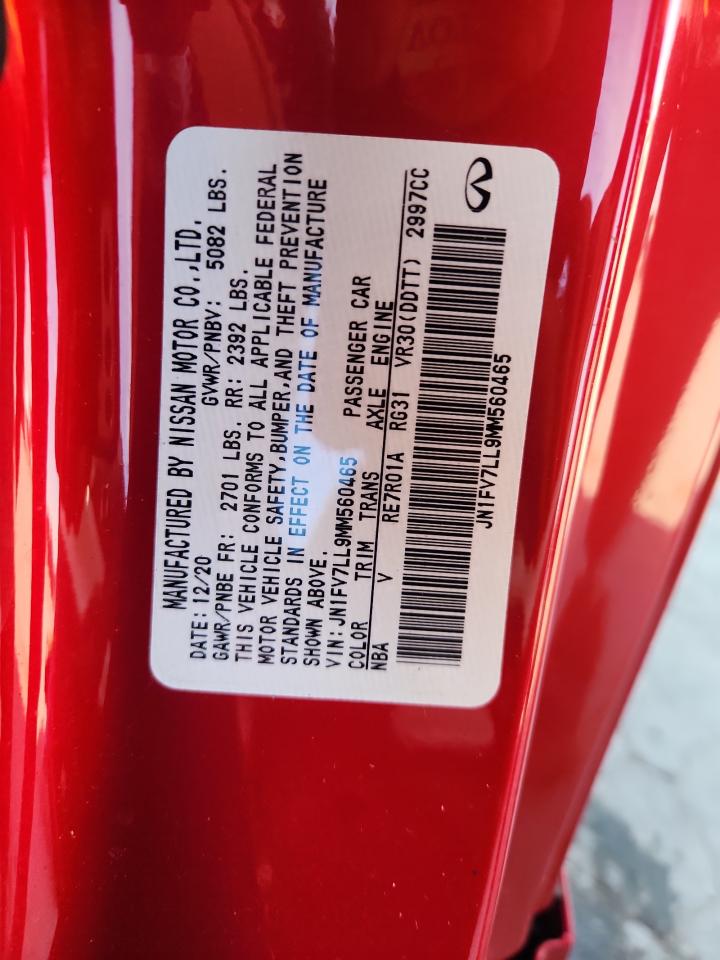 MANUFACTURED BY NISSAN MOTOR CO.,LTD.
DATE: 12/20 GVWR/PNBV: 5082 LBS.
GAWR/PNBE FR: 2701 LBS. RR: 2392 LBS.
THIS VEHICLE CONFORMS TO ALL APPLICABLE FEDERAL
MOTOR VEHICLE SAFETY,BUMPER,AND THEFT PREVENTION
STANDARDS IN EFFECT ON THE DATE OF MANUFACTURE
SHOWN ABOVE.
VIN: JN1FV7LL9MM560465 PASSENGER CAR
COLOR TRIM TRANS AXLE ENGINE
NBA V RE7R01A RG31 VR30(DDTT) 2997CC
JN1FV7LL9MM560465